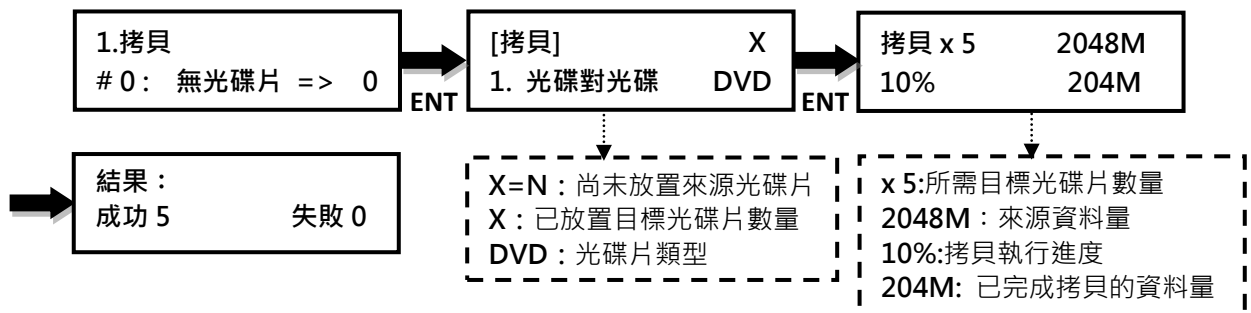 1.拷貝
# 0 : 無光碟片 => 0
ENT
[拷貝] X
1. 光碟對光碟 DVD
ENT
拷貝 x 5 2048M
10% 204M
結果：
成功 5 失敗 0
X=N：尚未放置來源光碟片
X：已放置目標光碟片數量
DVD：光碟片類型
x 5:所需目標光碟片數量
2048M：來源資料量
10%:拷貝執行進度
204M: 已完成拷貝的資料量